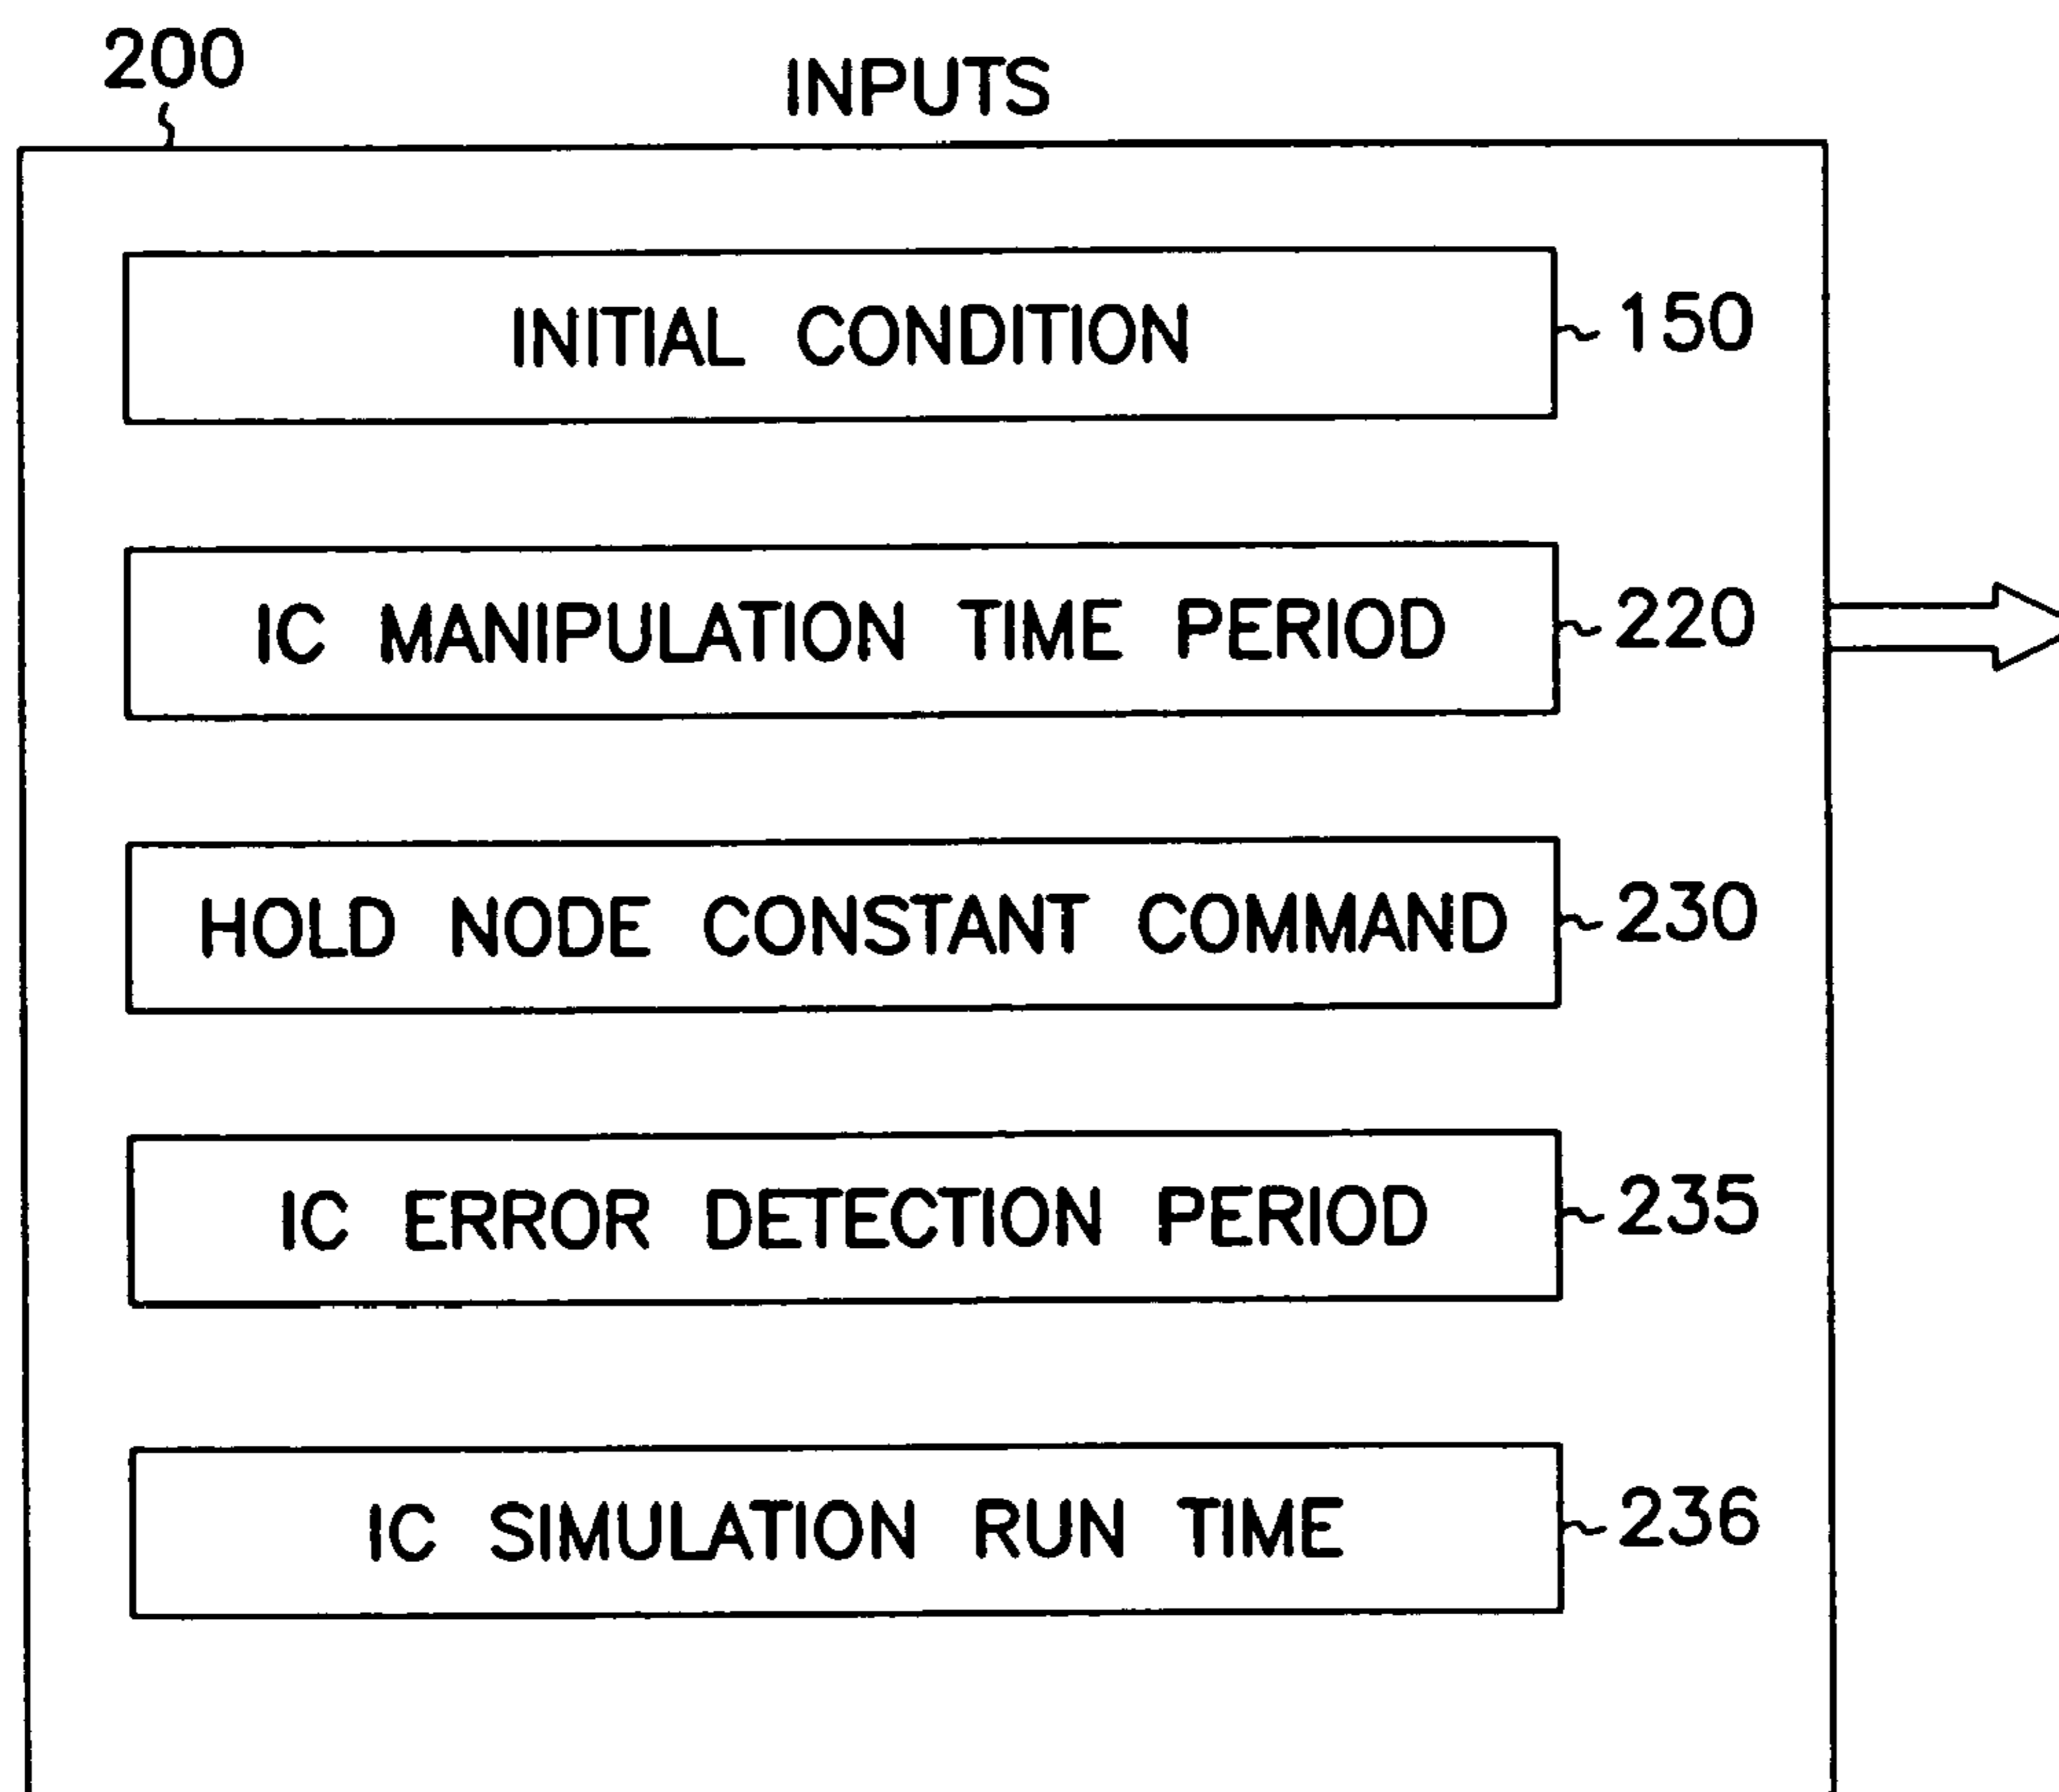 200
INPUTS
INITIAL CONDITION 150
IC MANIPULATION TIME PERIOD 220
HOLD NODE CONSTANT COMMAND 230
IC ERROR DETECTION PERIOD 235
IC SIMULATION RUN TIME 236